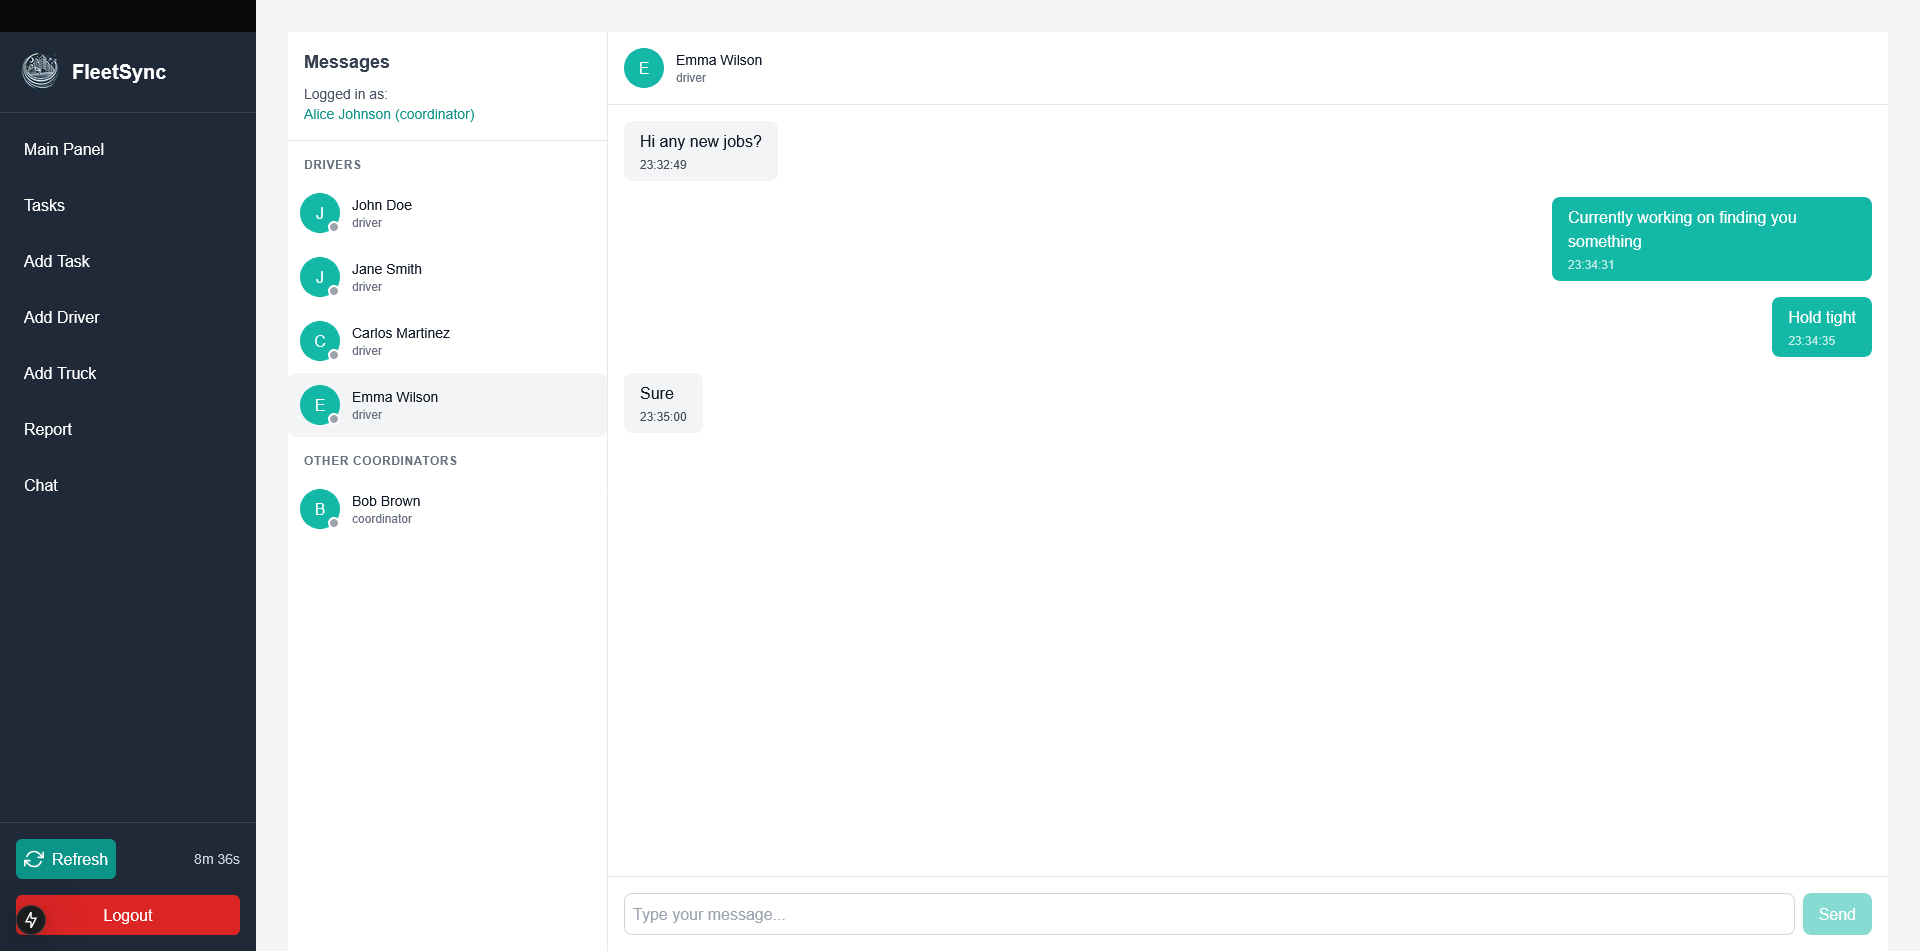 FleetSync
Main Panel
Tasks
Add Task
Add Driver
Add Truck
Report
Chat
Refresh
8m 36s
Logout
Messages
Logged in as:
Alice Johnson (coordinator)
DRIVERS
J
John Doe
driver
J
Jane Smith
driver
C
Carlos Martinez
driver
E
Emma Wilson
driver
OTHER COORDINATORS
B
Bob Brown
coordinator
E
Emma Wilson
driver
Hi any new jobs?
23:32:49
Currently working on finding you
something
23:34:31
Hold tight
23:34:35
Sure
23:35:00
Type your message...
Send